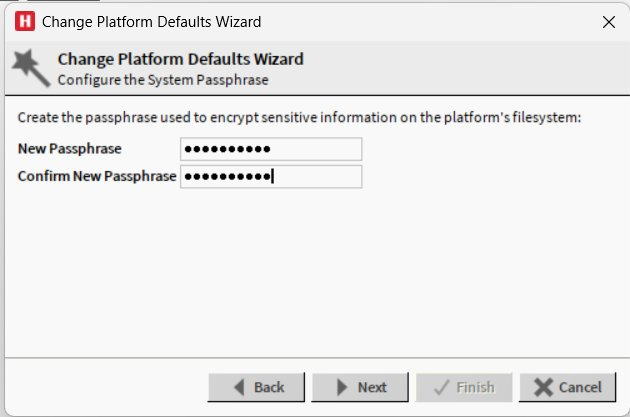 H Change Platform Defaults Wizard
Change Platform Defaults Wizard
Configure the System Passphrase
Create the passphrase used to encrypt sensitive information on the platform's filesystem:
New Passphrase ●●●●●●●●●●
Confirm New Passphrase ●●●●●●●●●●
Back Next Finish Cancel